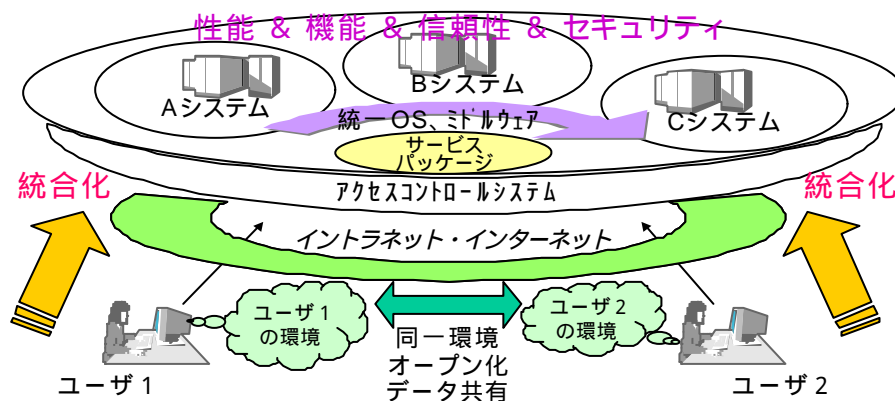 性能 & 機能 & 信頼性 & セキュリティ
Aシステム
Bシステム
Cシステム
統一OS、ミドルウェア
サービス
パッケージ
アクセスコントロールシステム
統合化
統合化
イントラネット・インターネット
ユーザ1
の環境
ユーザ2
の環境
同一環境
オープン化
データ共有
ユーザ1
ユーザ2